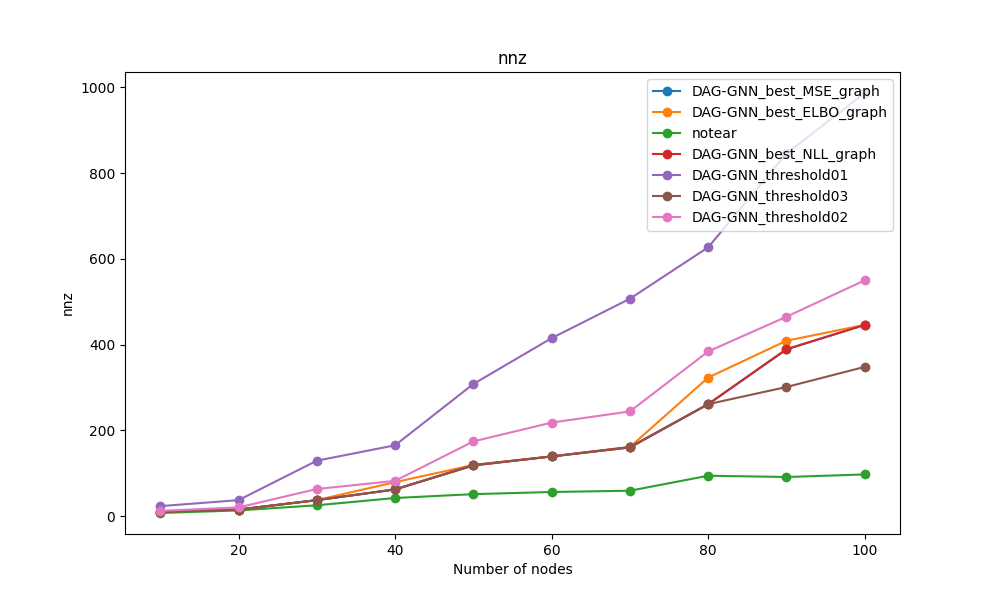 nnz
1000
800
600
400
200
0
nnz
20
40
60
80
100
Number of nodes
DAG-GNN_best_MSE_graph
DAG-GNN_best_ELBO_graph
notear
DAG-GNN_best_NLL_graph
DAG-GNN_threshold01
DAG-GNN_threshold03
DAG-GNN_threshold02